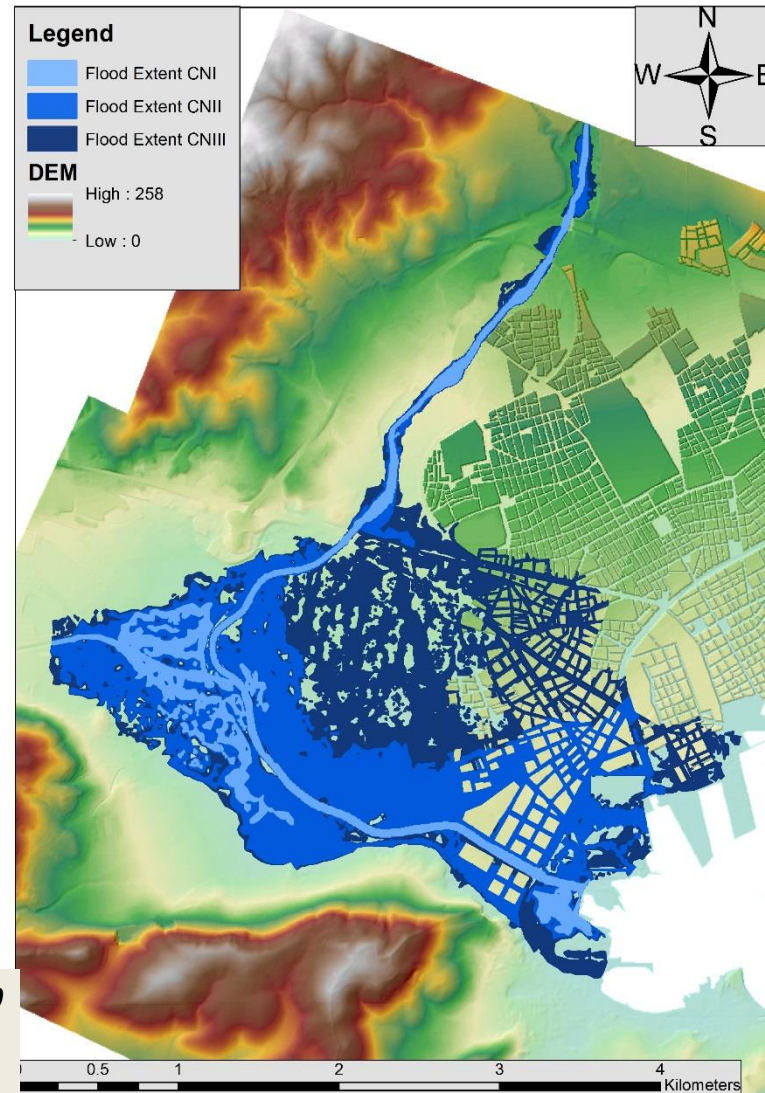 Legend
Flood Extent CNI
Flood Extent CNII
Flood Extent CNIII
DEM
High : 258
Low : 0
N
W E
S
0.5 1 2 3 4
Kilometers